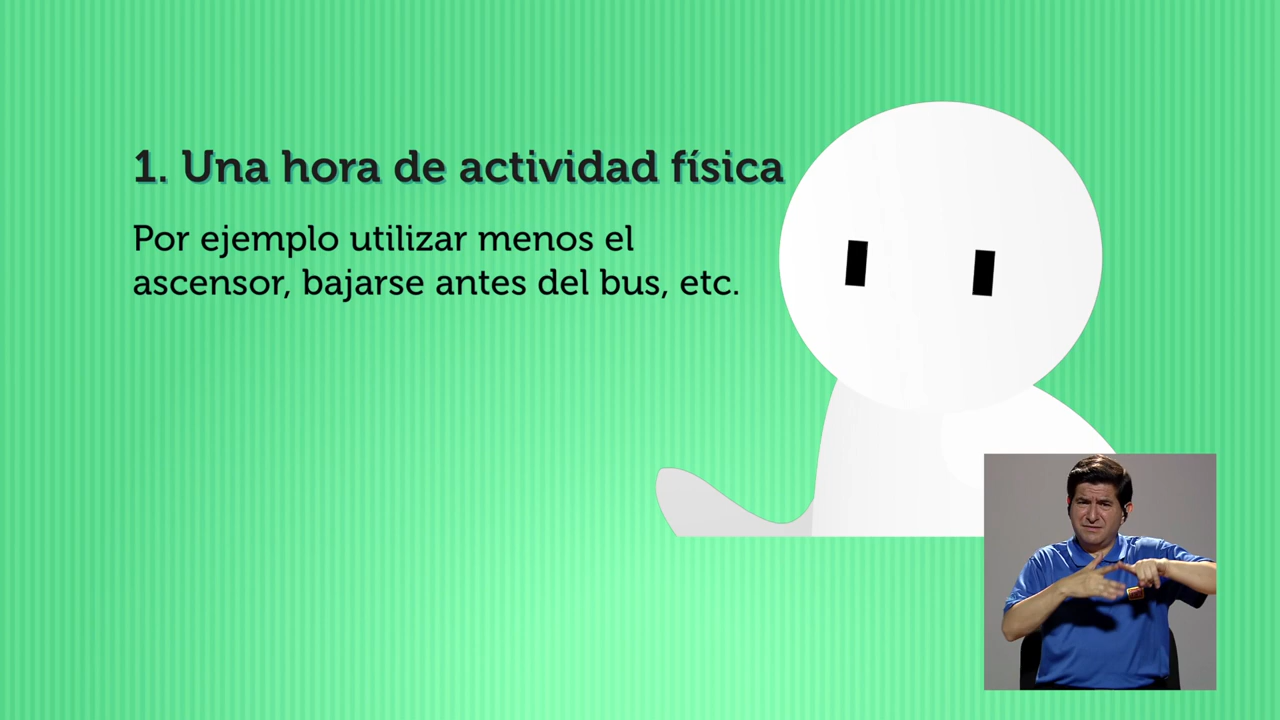 1. Una hora de actividad física
Por ejemplo utilizar menos el
ascensor, bajarse antes del bus, etc.